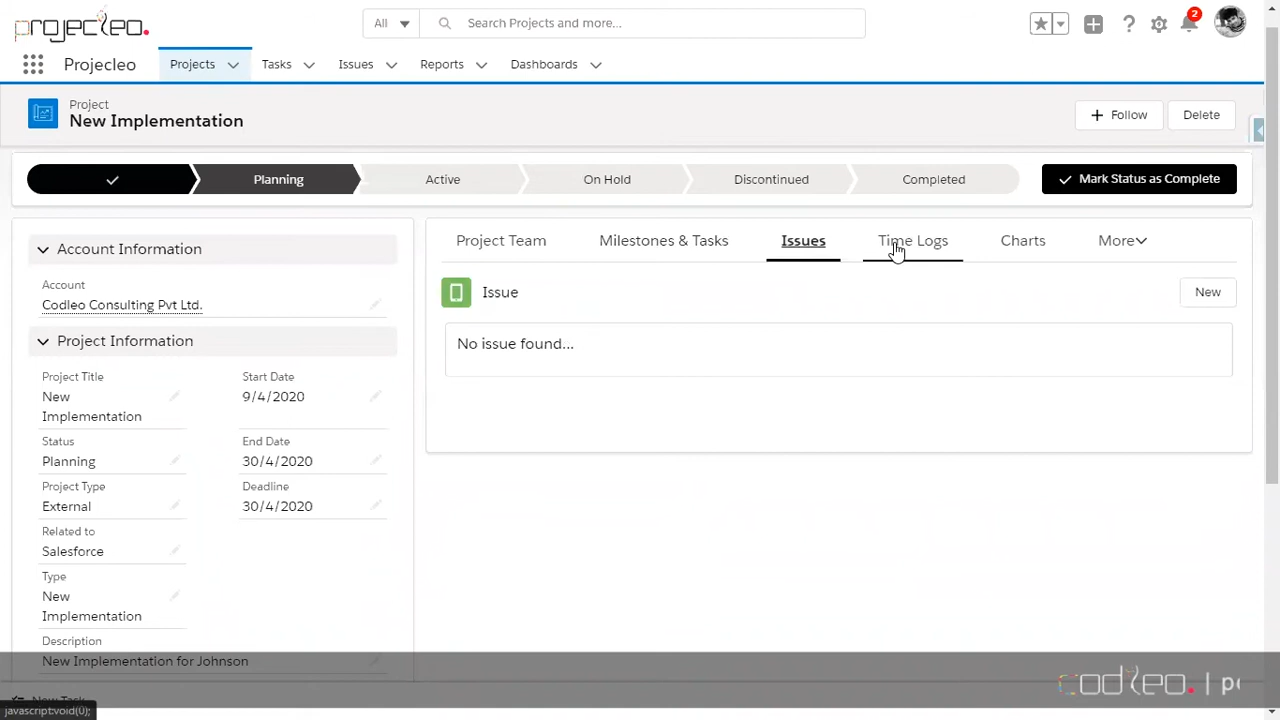 projecleo.
All
Search Projects and more...
2
Projecleo
Projects
Tasks
Issues
Reports
Dashboards
Project
New Implementation
Follow
Delete
Planning
Active
On Hold
Discontinued
Completed
Mark Status as Complete
Account Information
Account
Codleo Consulting Pvt Ltd.
Project Information
Project Title
New
Implementation
Start Date
9/4/2020
Status
Planning
End Date
30/4/2020
Project Type
External
Deadline
30/4/2020
Related to
Salesforce
Type
New
Implementation
Description
New Implementation for Johnson
Project Team
Milestones & Tasks
Issues
Time Logs
Charts
More
Issue
New
No issue found...
codleo. |
New Task
javascript:void(0);